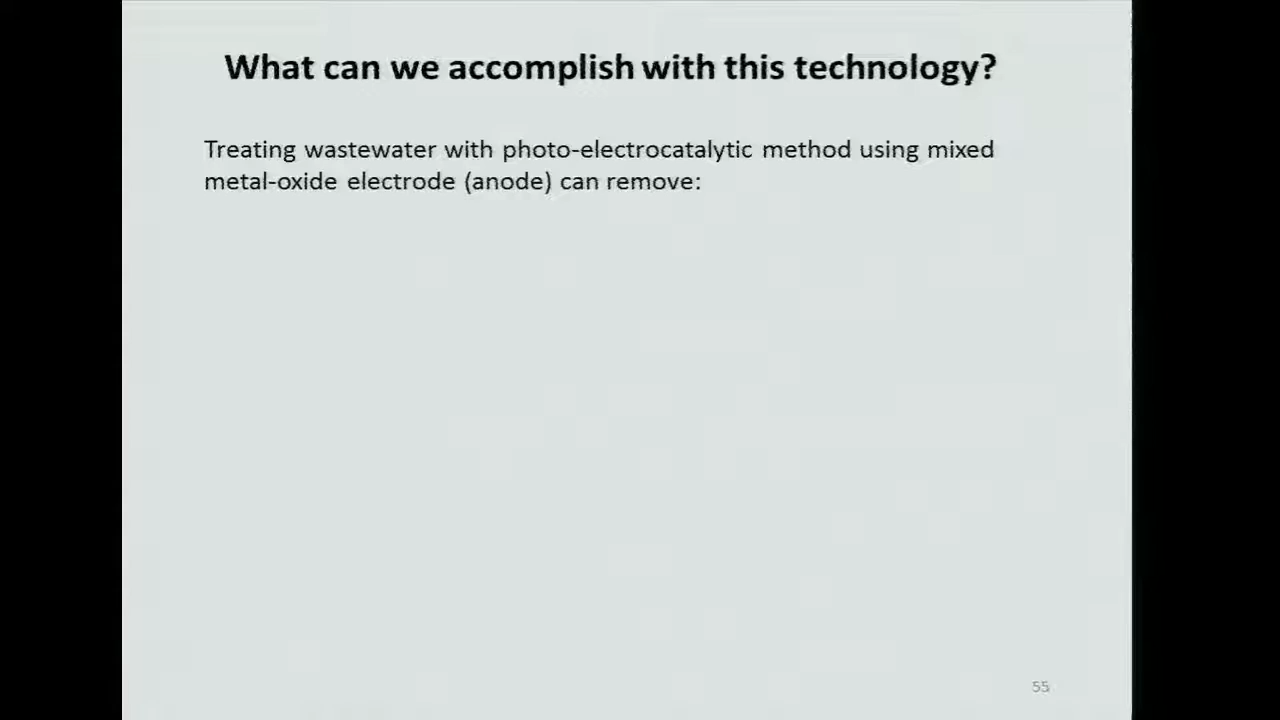 What can we accomplish with this technology?
Treating wastewater with photo-electrocatalytic method using mixed
metal-oxide electrode (anode) can remove:
55